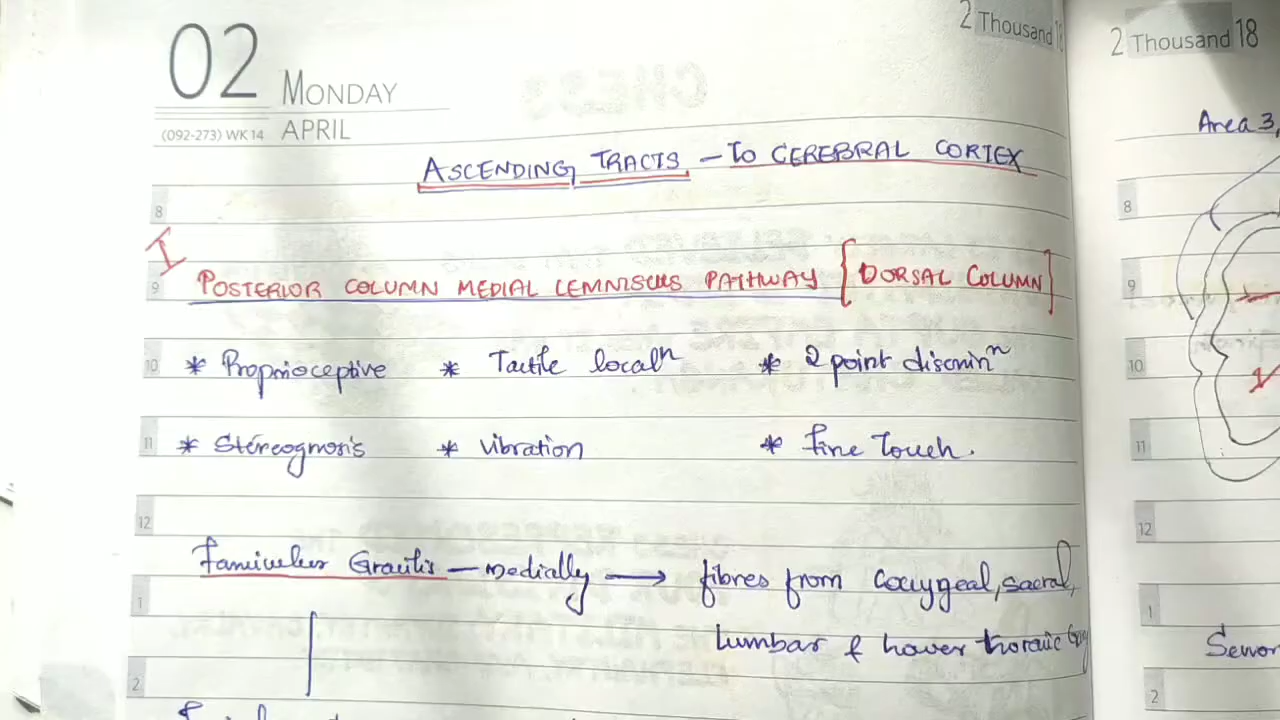 2 Thousand 18
02 MONDAY
(092-273) WK 14 APRIL
ASCENDING TRACTS – TO CEREBRAL CORTEX
8
I
9 POSTERIOR COLUMN MEDIAL LEMNISCUS PATHWAY [DORSAL COLUMN]
10 * Proprioceptive * Tactile localn * 2 point discriminn
11 * Stereognosis * Vibration * Fine Touch.
12
Fasciculus Gracilis – medially → fibres from coccygeal, sacral,
1
lumbar & lower thoracic
2
2 Thousand 18
Area 3,
8
9
10
11
12
1
2